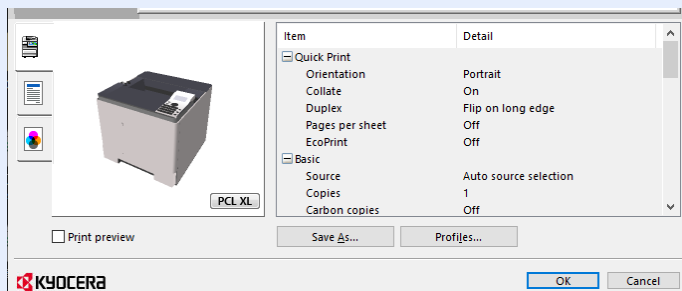 Item Detail
Quick Print
Orientation Portrait
Collate On
Duplex Flip on long edge
Pages per sheet Off
EcoPrint Off
Basic
Source Auto source selection
Copies 1
Carbon copies Off
PCL XL
Print preview
Save As... Profiles...
KYOCERA
OK Cancel